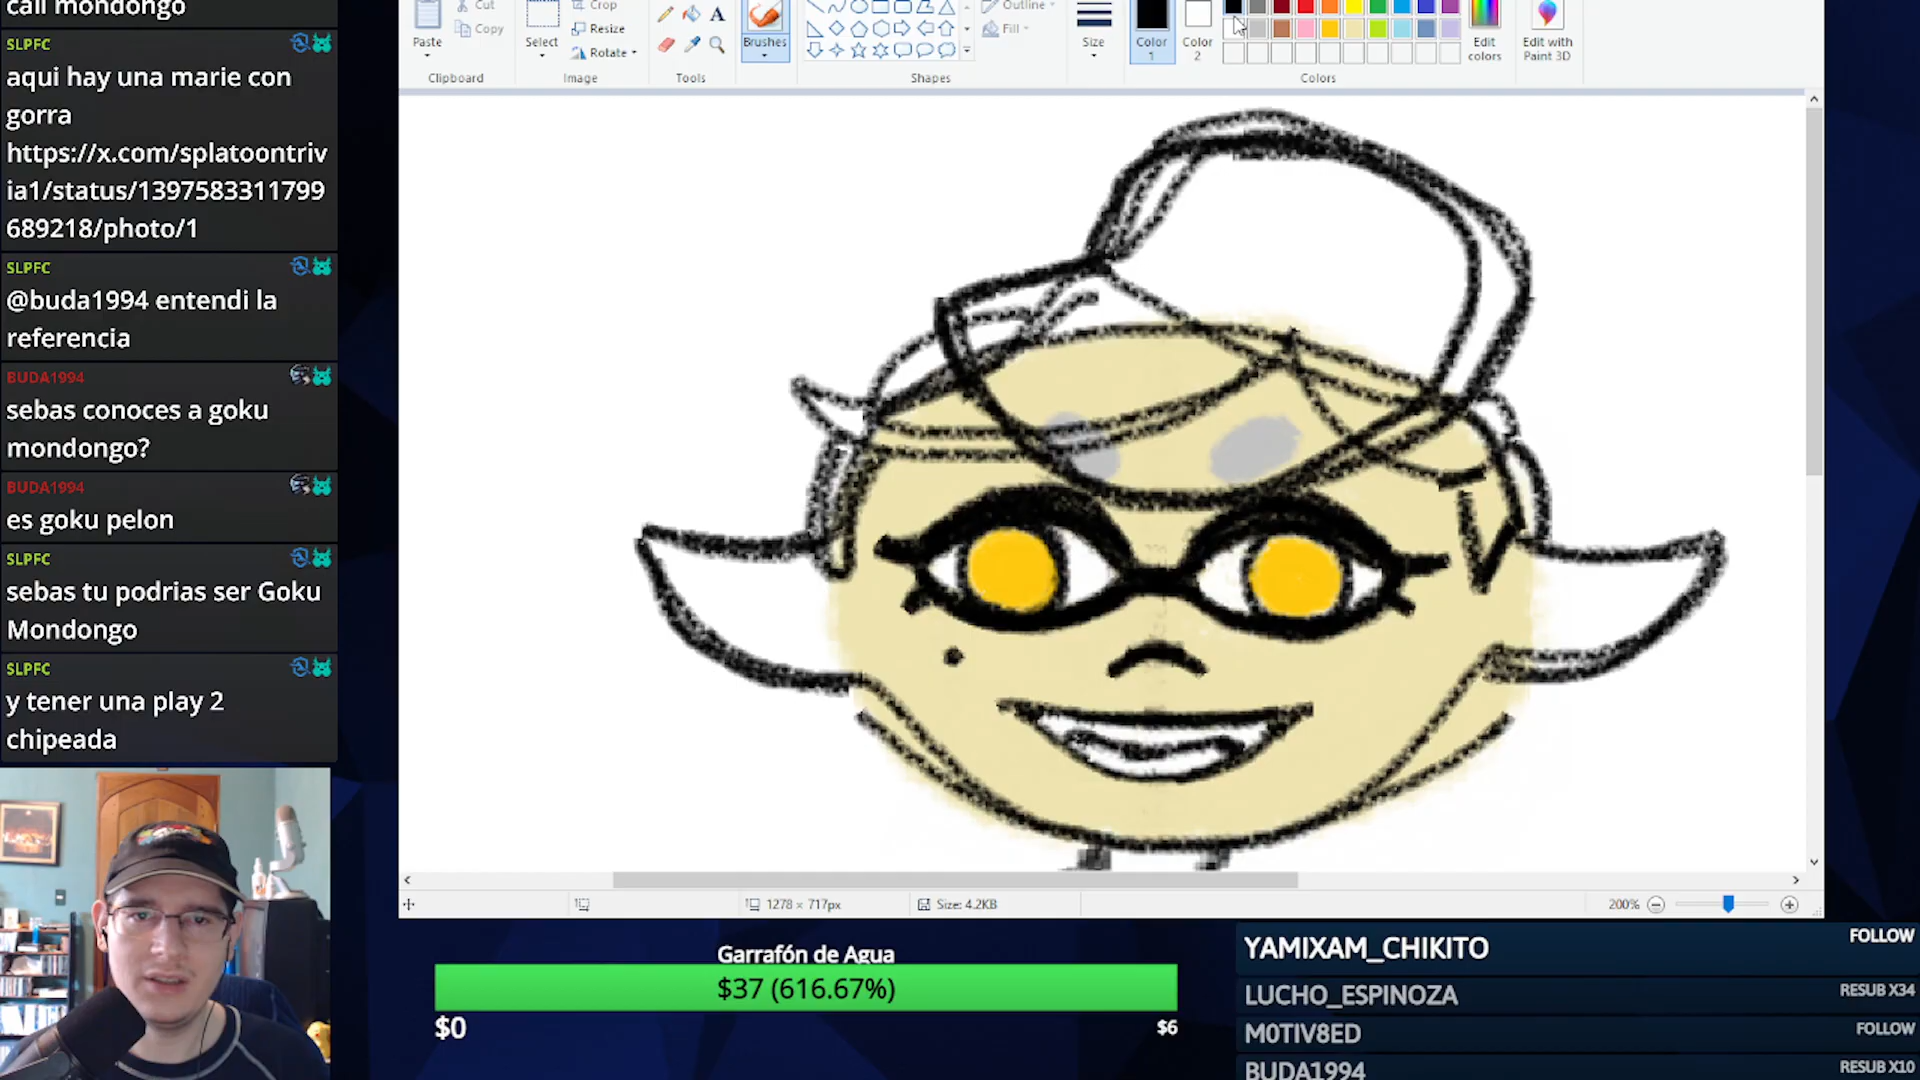 cali mondongo
SLPFC
aqui hay una marie con
gorra
https://x.com/splatoontriv
ia1/status/1397583311799
689218/photo/1
SLPFC
@buda1994 entendi la
referencia
BUDA1994
sebas conoces a goku
mondongo?
BUDA1994
es goku pelon
SLPFC
sebas tu podrias ser Goku
Mondongo
SLPFC
y tener una play 2
chipeada
Paste
Cut
Copy
Clipboard
Select
Crop
Resize
Rotate
Image
A
Tools
Brushes
Shapes
Outline
Fill
Size
Color
1
Color
2
Colors
Edit
colors
Edit with
Paint 3D
1278 × 717px
Size: 4.2KB
200%
Garrafón de Agua
$37 (616.67%)
$0
$6
YAMIXAM_CHIKITO FOLLOW
LUCHO_ESPINOZA RESUB X34
M0TIV8ED FOLLOW
BUDA1994 RESUB X10